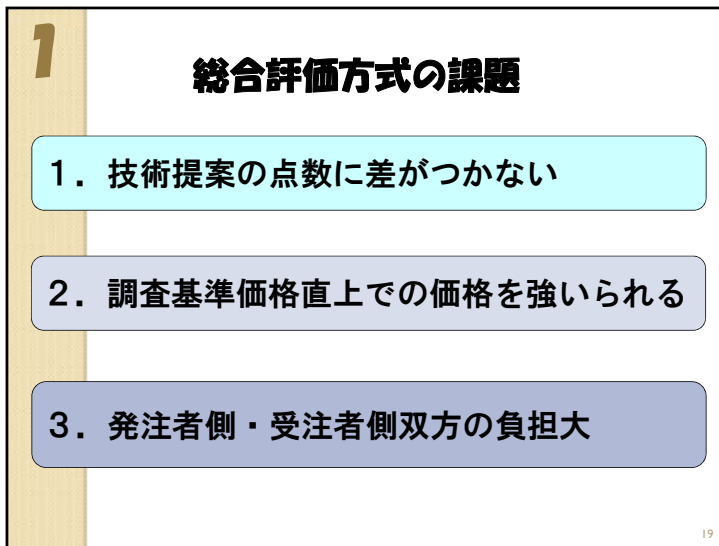 1
総合評価方式の課題
１．技術提案の点数に差がつかない
２．調査基準価格直上での価格を強いられる
３．発注者側・受注者側双方の負担大
19